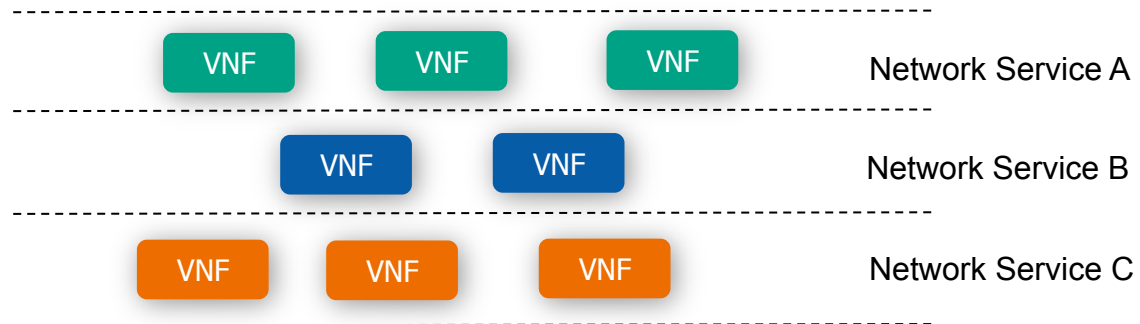 VNF VNF VNF Network Service A
VNF VNF Network Service B
VNF VNF VNF Network Service C